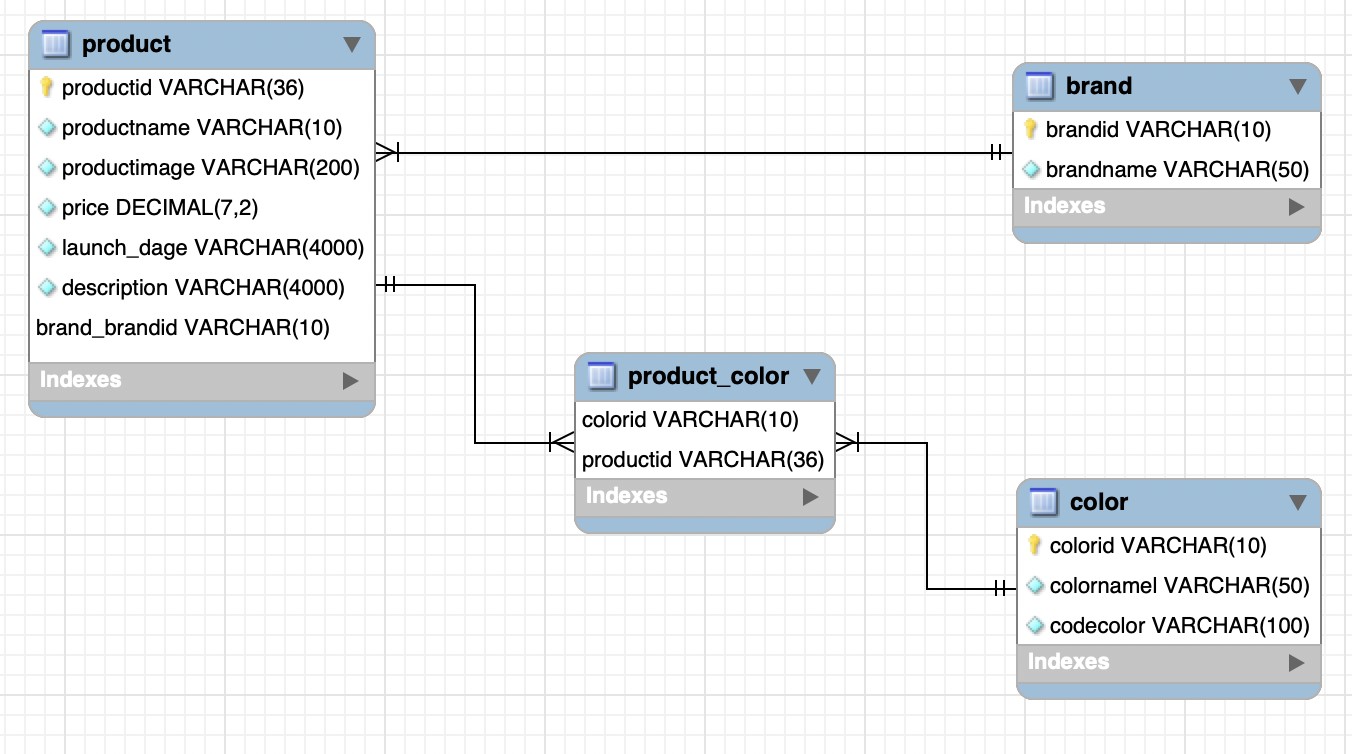 product
productid VARCHAR(36)
productname VARCHAR(10)
productimage VARCHAR(200)
price DECIMAL(7,2)
launch_dage VARCHAR(4000)
description VARCHAR(4000)
brand_brandid VARCHAR(10)
Indexes
brand
brandid VARCHAR(10)
brandname VARCHAR(50)
Indexes
product_color
colorid VARCHAR(10)
productid VARCHAR(36)
Indexes
color
colorid VARCHAR(10)
colornamel VARCHAR(50)
codecolor VARCHAR(100)
Indexes